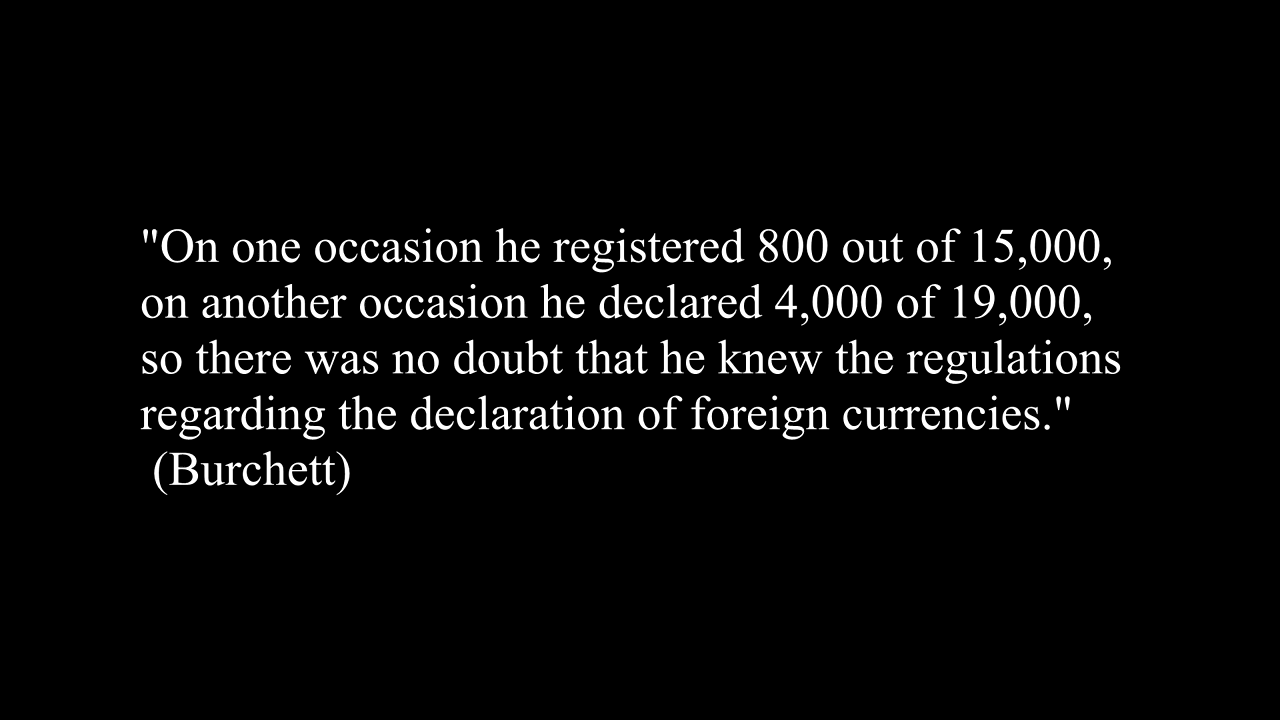 "On one occasion he registered 800 out of 15,000,
on another occasion he declared 4,000 of 19,000,
so there was no doubt that he knew the regulations
regarding the declaration of foreign currencies."
(Burchett)